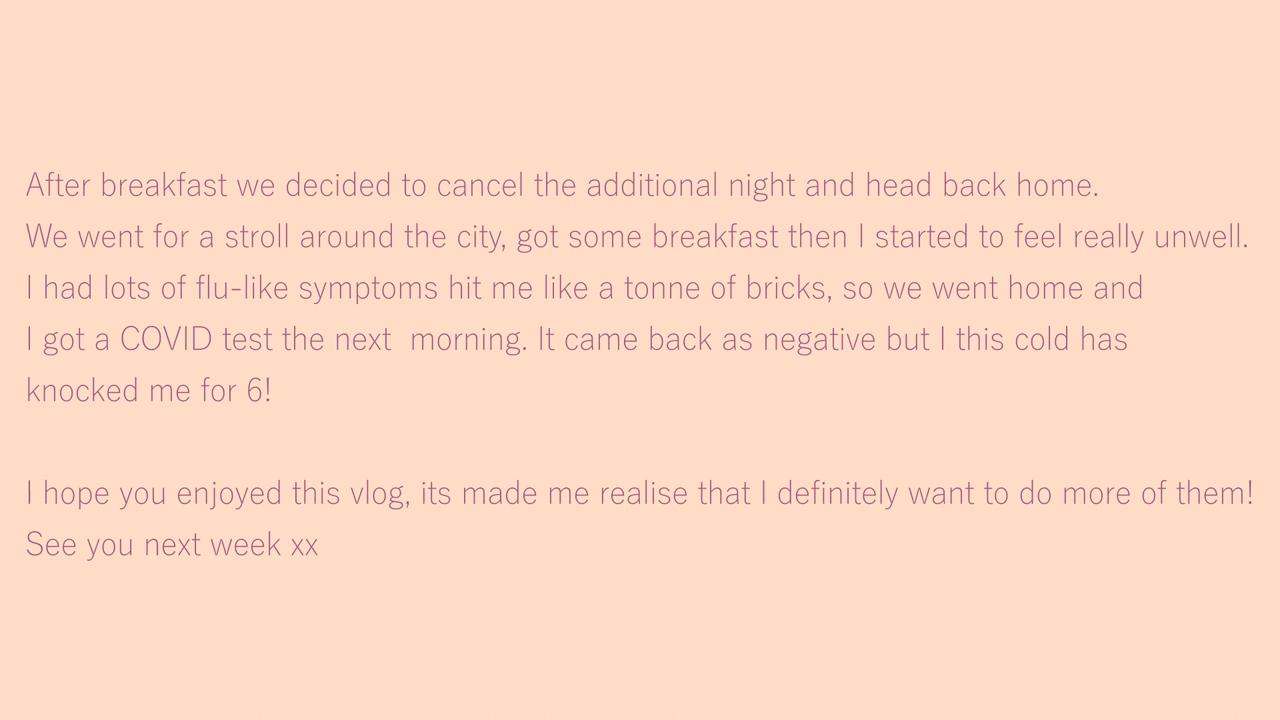 After breakfast we decided to cancel the additional night and head back home.
We went for a stroll around the city, got some breakfast then I started to feel really unwell.
I had lots of flu-like symptoms hit me like a tonne of bricks, so we went home and
I got a COVID test the next  morning. It came back as negative but I this cold has
knocked me for 6!
I hope you enjoyed this vlog, its made me realise that I definitely want to do more of them!
See you next week xx